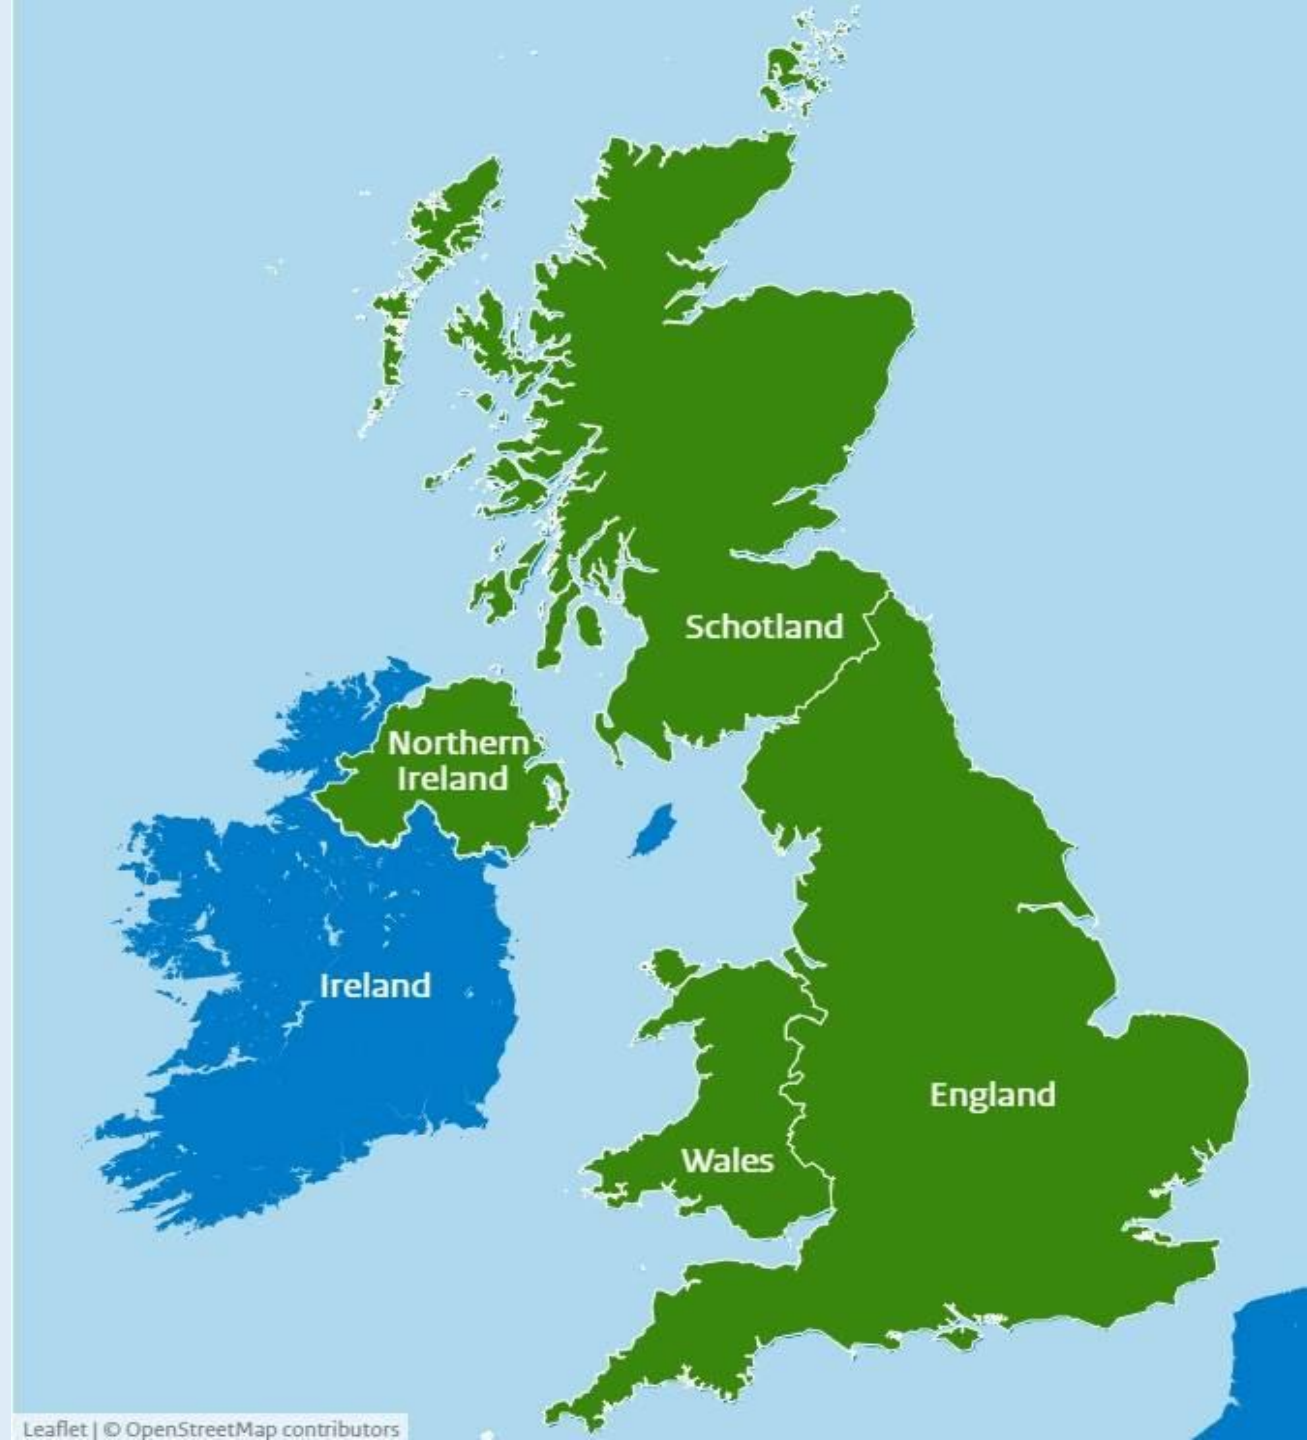 Schotland
Northern
Ireland
Ireland
England
Wales
Leaflet | © OpenStreetMap contributors